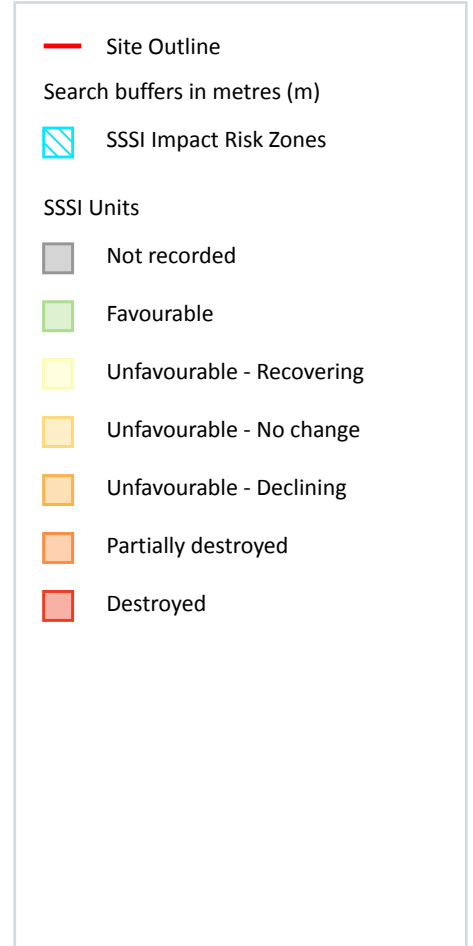 Site Outline
Search buffers in metres (m)
SSSI Impact Risk Zones
SSSI Units
Not recorded
Favourable
Unfavourable - Recovering
Unfavourable - No change
Unfavourable - Declining
Partially destroyed
Destroyed